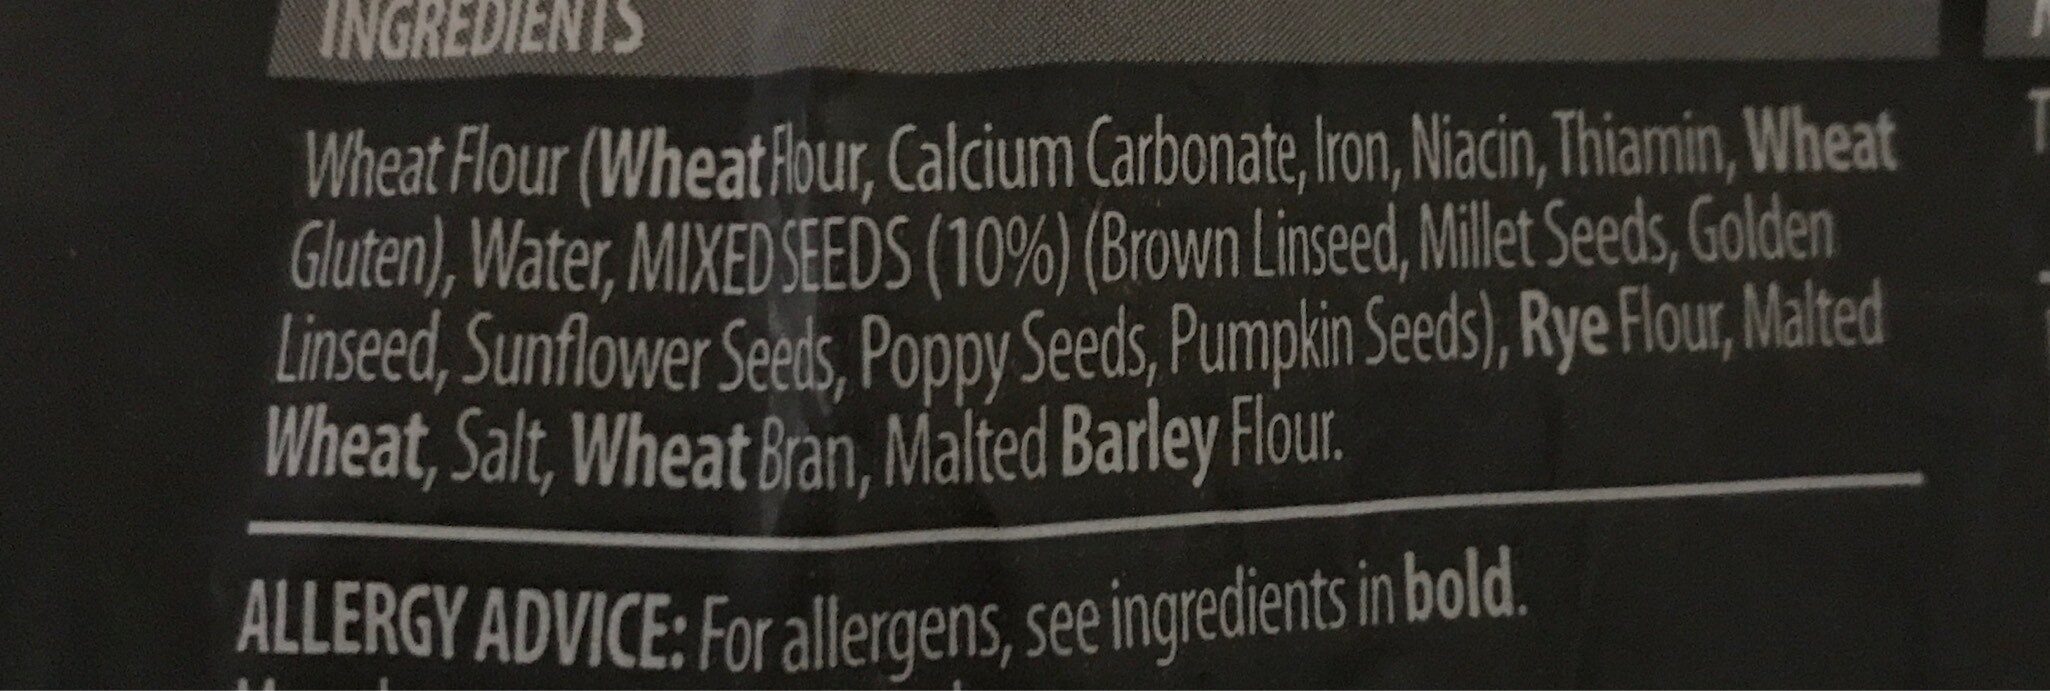 INGREDIENTS
Wheat Flour (Wheat Flour, Calcium Carbonate, Iron, Niacin, Thiamin, Wheat
Gluten), Water, MIXED SEEDS (10%) (Brown Linseed, Millet Seeds, Golden
Linseed, Sunflower Seeds, Poppy Seeds, Pumpkin Seeds), Rye Flour, Malted
Wheat, Salt, Wheat Bran, Malted Barley Flour.
ALLERGY ADVICE: For allergens, see ingredients in bold.